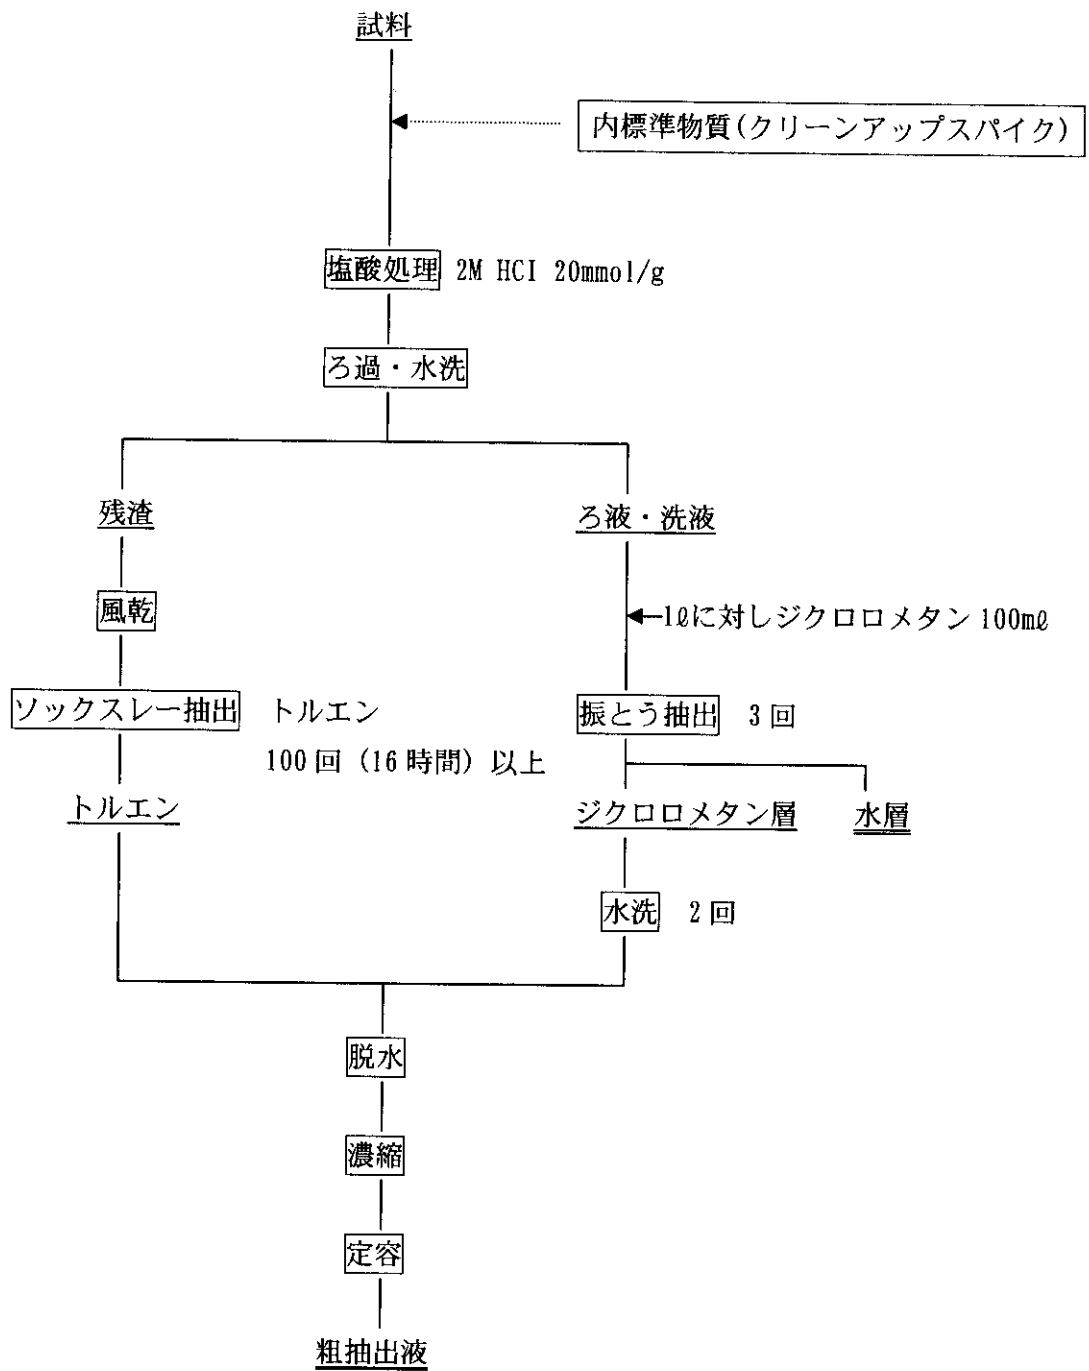 試料
内標準物質(クリーンアップスパイク)
塩酸処理 2M HCI 20mmol/g
ろ過・水洗
残渣
ろ液・洗液
風乾
1ℓに対しジクロロメタン 100mℓ
ソックスレー抽出 トルエン
100回 (16時間) 以上
振とう抽出 3回
トルエン
ジクロロメタン層
水層
水洗 2回
脱水
濃縮
定容
粗抽出液